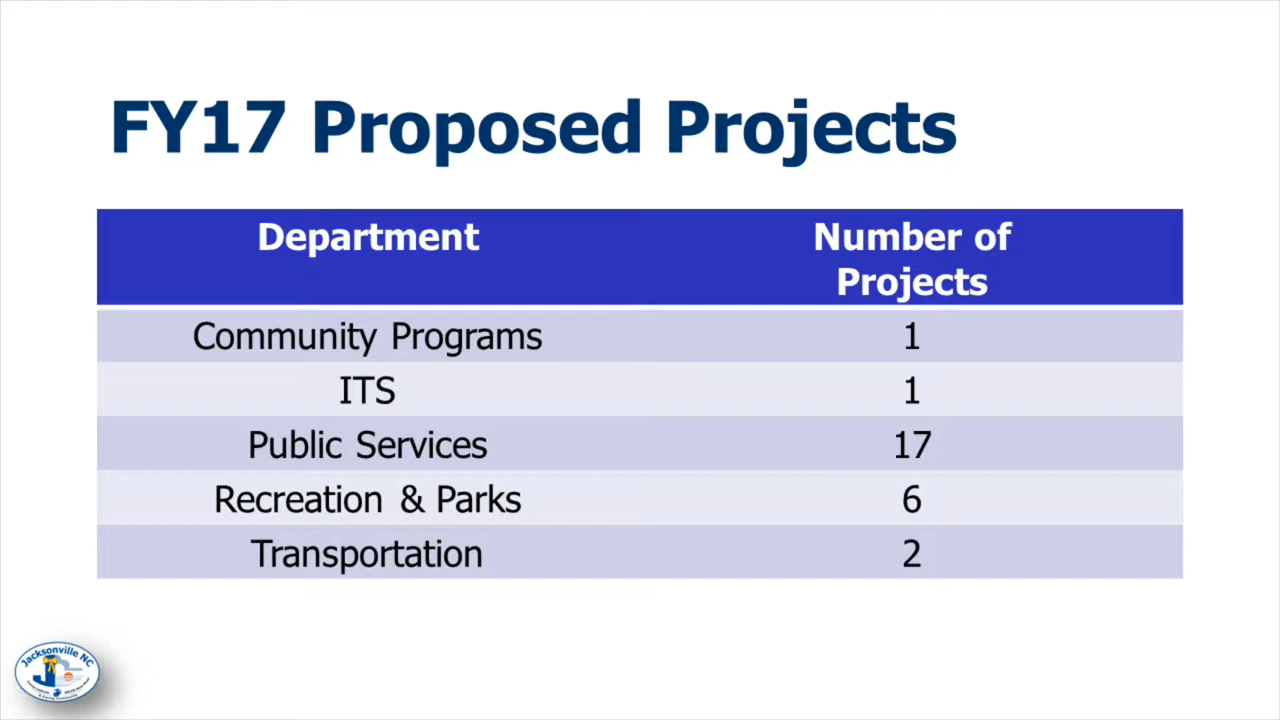 FY17 Proposed Projects
Department
Number of
Projects
Community Programs
1
ITS
1
Public Services
17
Recreation & Parks
6
Transportation
2
Jacksonville NC